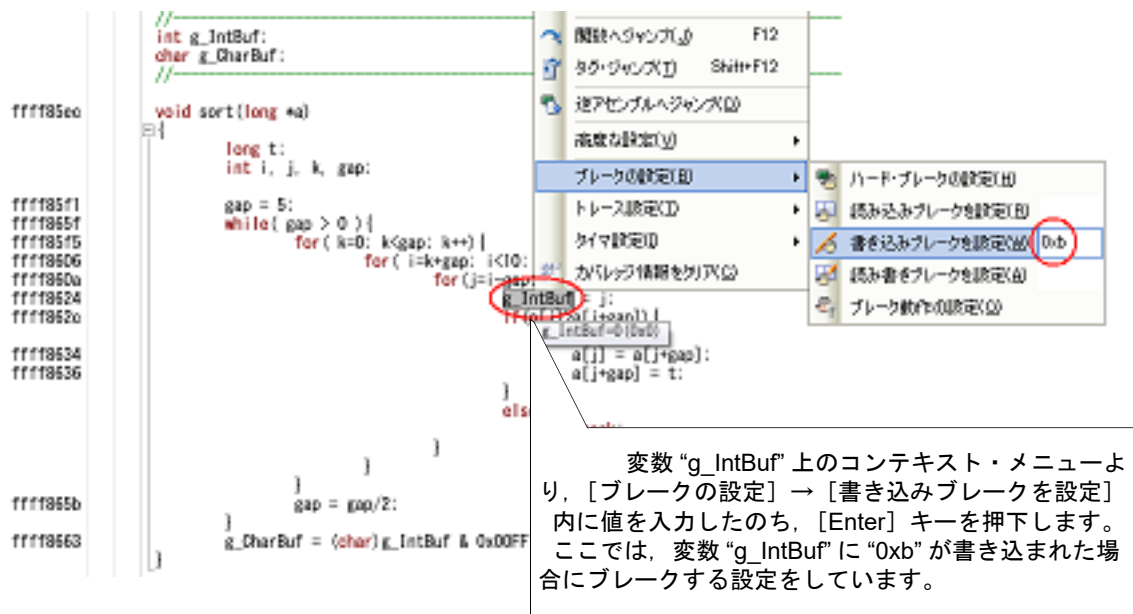 //
int g_IntBuf;
char g_CharBuf;
//
ffff85ee void sort(long *a)
{
long t;
int i, j, k, gap;
ffff85f1 gap = 5;
ffff865f while( gap > 0 ){
ffff85f5 for( k=0; k<gap; k++){
ffff8606 for( i=k+gap; i<10;
ffff860a for(j=i-gap;
ffff8624 g_IntBuf = j;
ffff862c if(a[j]>a[j+gap]){
g_IntBuf=0(0x0)
ffff8634 a[j] = a[j+gap];
ffff8636 a[j+gap] = t;
}
else
}
}
}
ffff865b gap = gap/2;
}
ffff8663 g_CharBuf = (char)g_IntBuf & 0x00FF
}
関数へジャンプ(J) F12
タグ・ジャンプ(T) Shift+F12
逆アセンブルへジャンプ(D)
高度な設定(V)
ブレークの設定(B)
トレース設定(T)
タイマ設定(I)
カバレッジ情報をクリア(G)
ハード・ブレークの設定(H)
読み込みブレークを設定(R)
書き込みブレークを設定(W) 0xb
読み書きブレークを設定(A)
ブレーク動作の設定(O)
変数 “g_IntBuf” 上のコンテキスト・メニューよ
り，［ブレークの設定］→［書き込みブレークを設定］
内に値を入力したのち，［Enter］キーを押下します。
ここでは，変数 “g_IntBuf” に “0xb” が書き込まれた場
合にブレークする設定をしています。